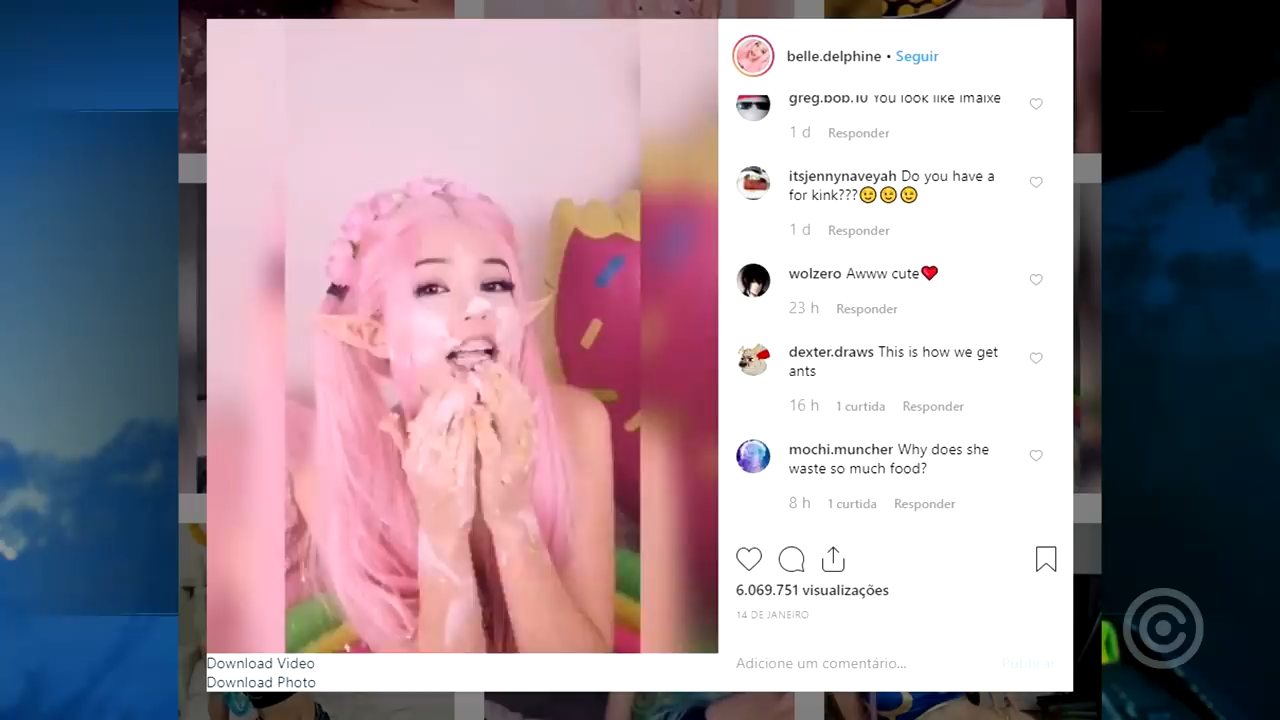 belle.delphine • Seguir
greg.bob.10 You look like imaixe
1 d Responder
itsjennynaveyah Do you have a
for kink???😉😉😉
1 d Responder
wolzero Awww cute❤️
23 h Responder
dexter.draws This is how we get
ants
16 h 1 curtida Responder
mochi.muncher Why does she
waste so much food?
8 h 1 curtida Responder
6.069.751 visualizações
14 DE JANEIRO
Adicione um comentário... Publicar
Download Video
Download Photo